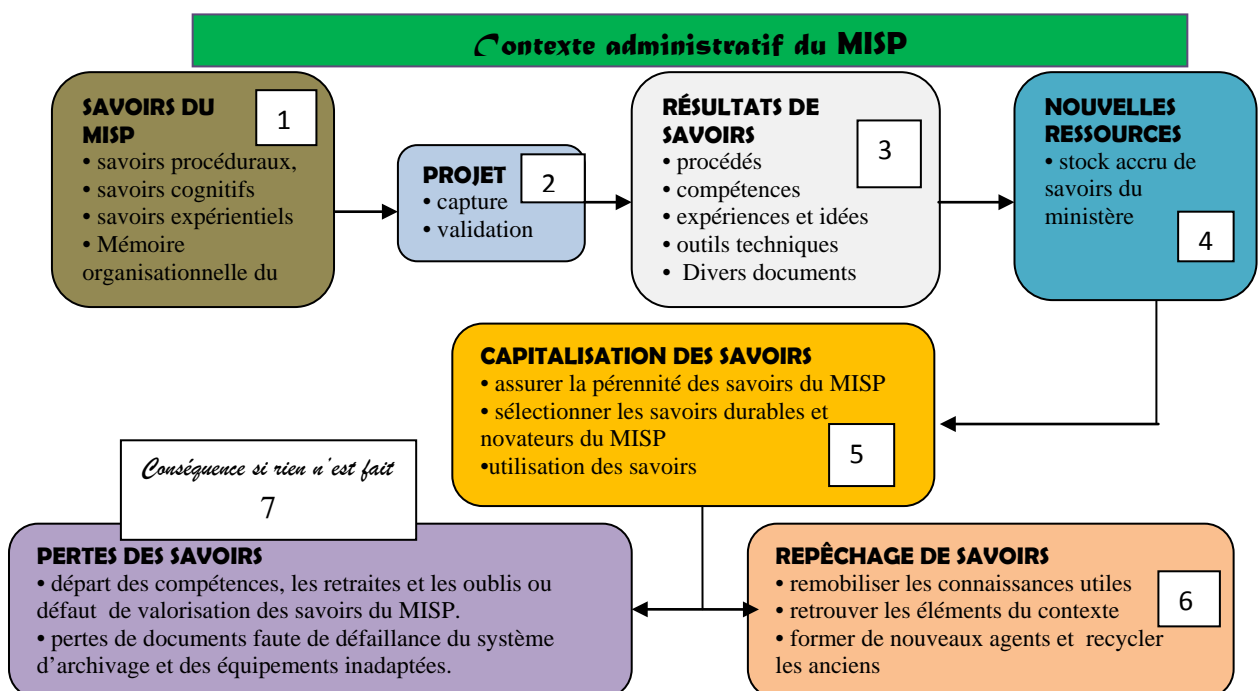 Contexte administratif du MISP
SAVOIRS DU
MISP
1
• savoirs procéduraux,
• savoirs cognitifs
• savoirs expérientiels
• Mémoire
organisationnelle du
PROJET
2
• capture
• validation
RÉSULTATS DE
SAVOIRS
3
• procédés
• compétences
• expériences et idées
• outils techniques
• Divers documents
NOUVELLES
RESSOURCES
• stock accru de
savoirs du
ministère
4
CAPITALISATION DES SAVOIRS
• assurer la pérennité des savoirs du MISP
• sélectionner les savoirs durables et
novateurs du MISP
•utilisation des savoirs
5
Conséquence si rien n'est fait
7
PERTES DES SAVOIRS
• départ des compétences, les retraites et les oublis ou
défaut de valorisation des savoirs du MISP.
• pertes de documents faute de défaillance du système
d'archivage et des équipements inadaptées.
REPÊCHAGE DE SAVOIRS
• remobiliser les connaissances utiles
• retrouver les éléments du contexte
• former de nouveaux agents et recycler
les anciens
6